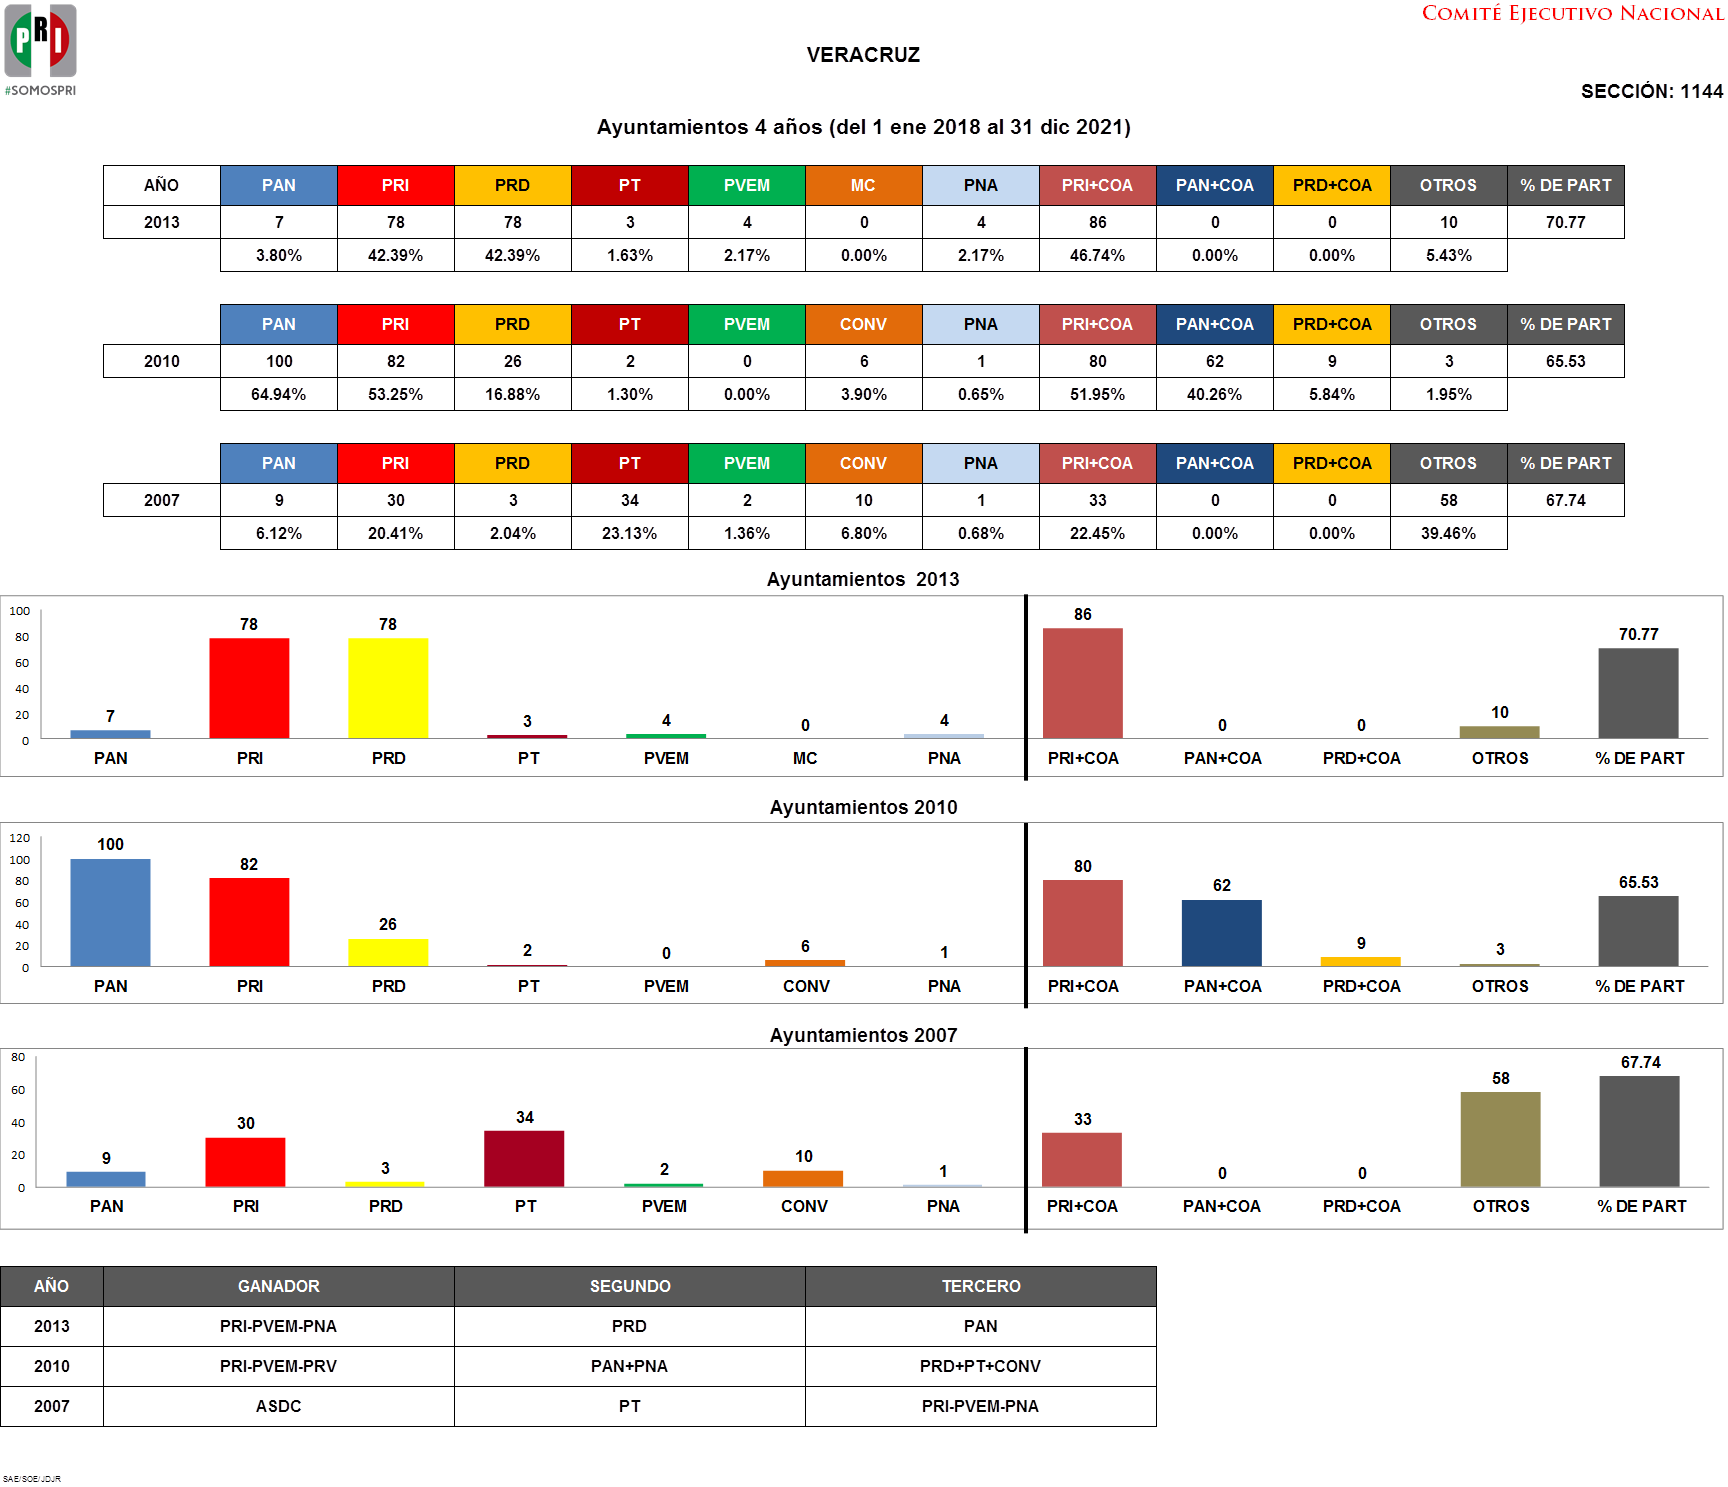 COMITÉ EJECUTIVO NACIONAL
PRI
#SOMOSPRI
VERACRUZ
SECCIÓN: 1144
Ayuntamientos 4 años (del 1 ene 2018 al 31 dic 2021)
AÑO PAN PRI PRD PT PVEM MC PNA PRI+COA PAN+COA PRD+COA OTROS % DE PART
2013 7 78 78 3 4 0 4 86 0 0 10 70.77
3.80% 42.39% 42.39% 1.63% 2.17% 0.00% 2.17% 46.74% 0.00% 0.00% 5.43%
PAN PRI PRD PT PVEM CONV PNA PRI+COA PAN+COA PRD+COA OTROS % DE PART
2010 100 82 26 2 0 6 1 80 62 9 3 65.53
64.94% 53.25% 16.88% 1.30% 0.00% 3.90% 0.65% 51.95% 40.26% 5.84% 1.95%
PAN PRI PRD PT PVEM CONV PNA PRI+COA PAN+COA PRD+COA OTROS % DE PART
2007 9 30 3 34 2 10 1 33 0 0 58 67.74
6.12% 20.41% 2.04% 23.13% 1.36% 6.80% 0.68% 22.45% 0.00% 0.00% 39.46%
Ayuntamientos 2013
100
80
60
40
20
0
7 78 78 3 4 0 4 86 0 0 10 70.77
PAN PRI PRD PT PVEM MC PNA PRI+COA PAN+COA PRD+COA OTROS % DE PART
Ayuntamientos 2010
120
100
80
60
40
20
0
100 82 26 2 0 6 1 80 62 9 3 65.53
PAN PRI PRD PT PVEM CONV PNA PRI+COA PAN+COA PRD+COA OTROS % DE PART
Ayuntamientos 2007
80
60
40
20
0
9 30 3 34 2 10 1 33 0 0 58 67.74
PAN PRI PRD PT PVEM CONV PNA PRI+COA PAN+COA PRD+COA OTROS % DE PART
AÑO GANADOR SEGUNDO TERCERO
2013 PRI-PVEM-PNA PRD PAN
2010 PRI-PVEM-PRV PAN+PNA PRD+PT+CONV
2007 ASDC PT PRI-PVEM-PNA
SAE/SOE/JDJR